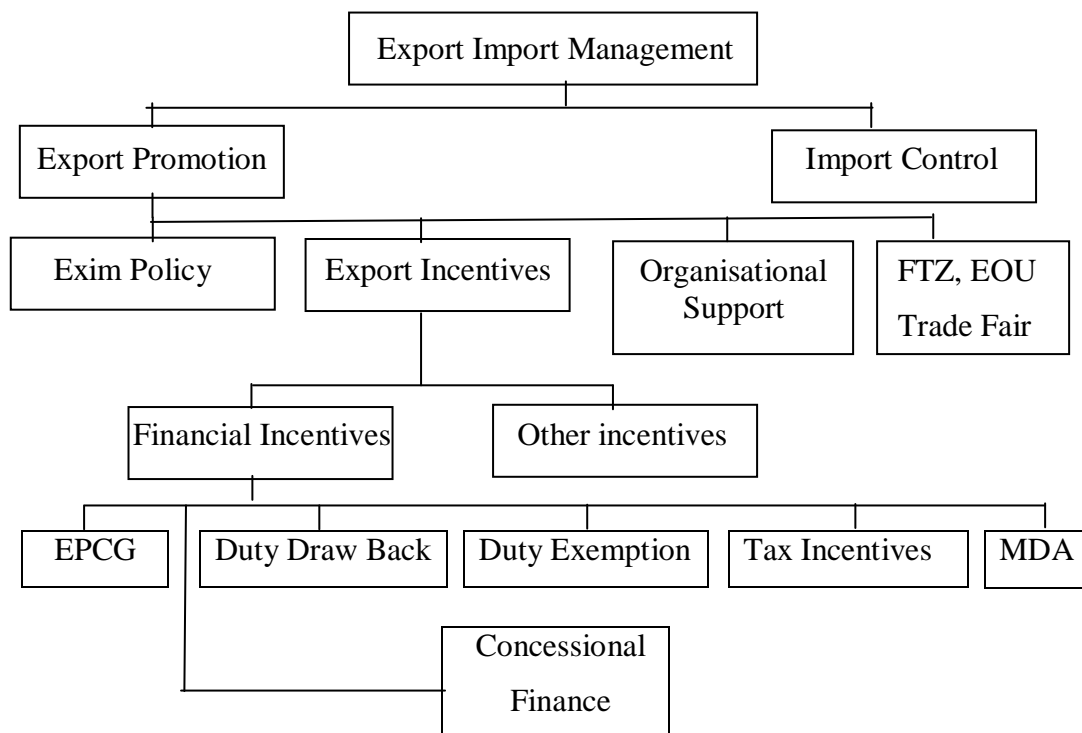 Export Import Management
Export Promotion
Import Control
Exim Policy
Export Incentives
Organisational
Support
FTZ, EOU
Trade Fair
Financial Incentives
Other incentives
EPCG
Duty Draw Back
Duty Exemption
Tax Incentives
MDA
Concessional
Finance